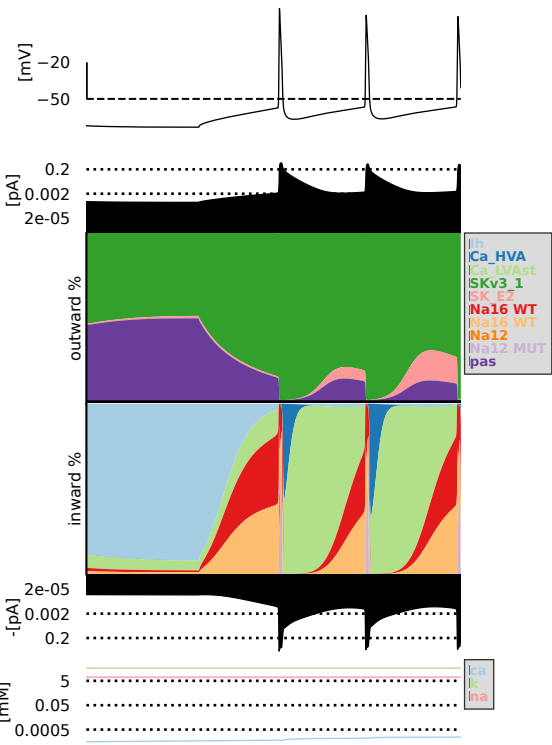 [mV]
−20
−50
[pA]
0.2
0.002
2e-05
outward %
Ih
Ca_HVA
Ca_LVAst
SKv3_1
SK_E2
Na16 WT
Na16 WT
Na12
Na12 MUT
pas
inward %
-[pA]
2e-05
0.002
0.2
[mM]
5
0.05
0.0005
ca
k
na